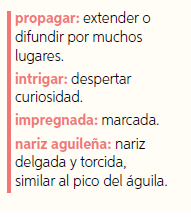 propagar: extender o
difundir por muchos
lugares.
intrigar: despertar
curiosidad.
impregnada: marcada.
nariz aguileña: nariz
delgada y torcida,
similar al pico del águila.